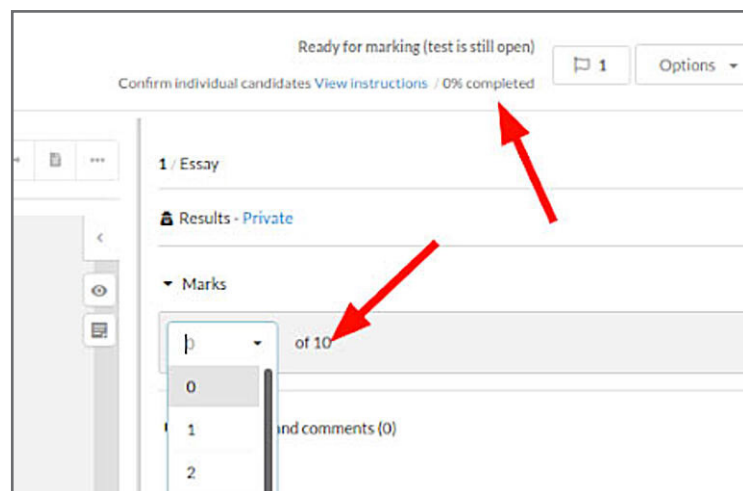 Ready for marking (test is still open)
Confirm individual candidates View instructions / 0% completed
1
Options
1 / Essay
Results - Private
Marks
0 of 10
0
1
and comments (0)
2